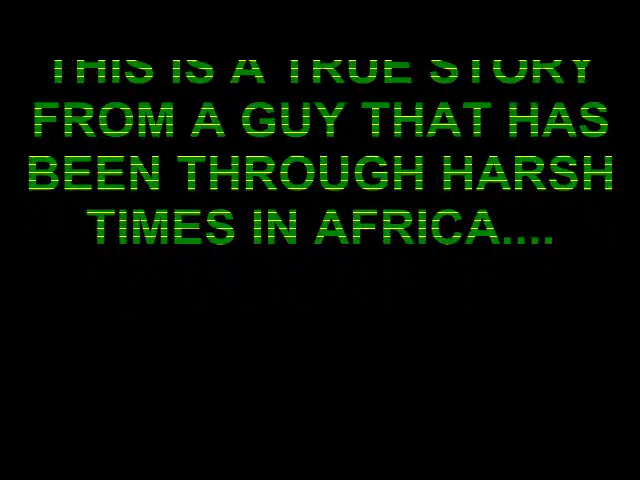 THIS IS A TRUE STORY
FROM A GUY THAT HAS
BEEN THROUGH HARSH
TIMES IN AFRICA....